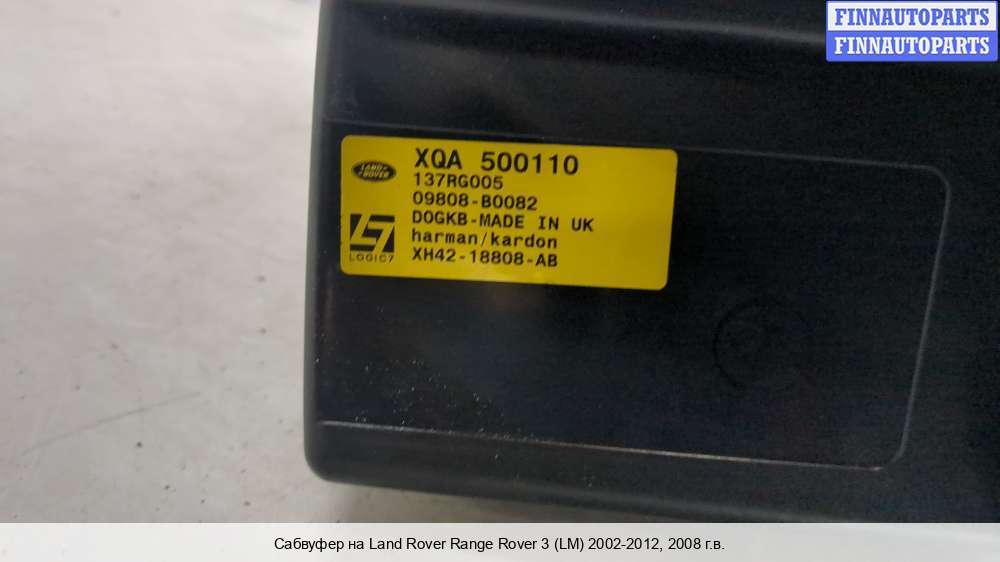 FINNAUTOPARTS
FINNAUTOPARTS
LAND-
-ROVER
XQA 500110
137RG005
09808-B0082
D0GKB-MADE IN UK
harman/kardon
XH42-18808-AB
LOGIC7
Сабвуфер на Land Rover Range Rover 3 (LM) 2002-2012, 2008 г.в.